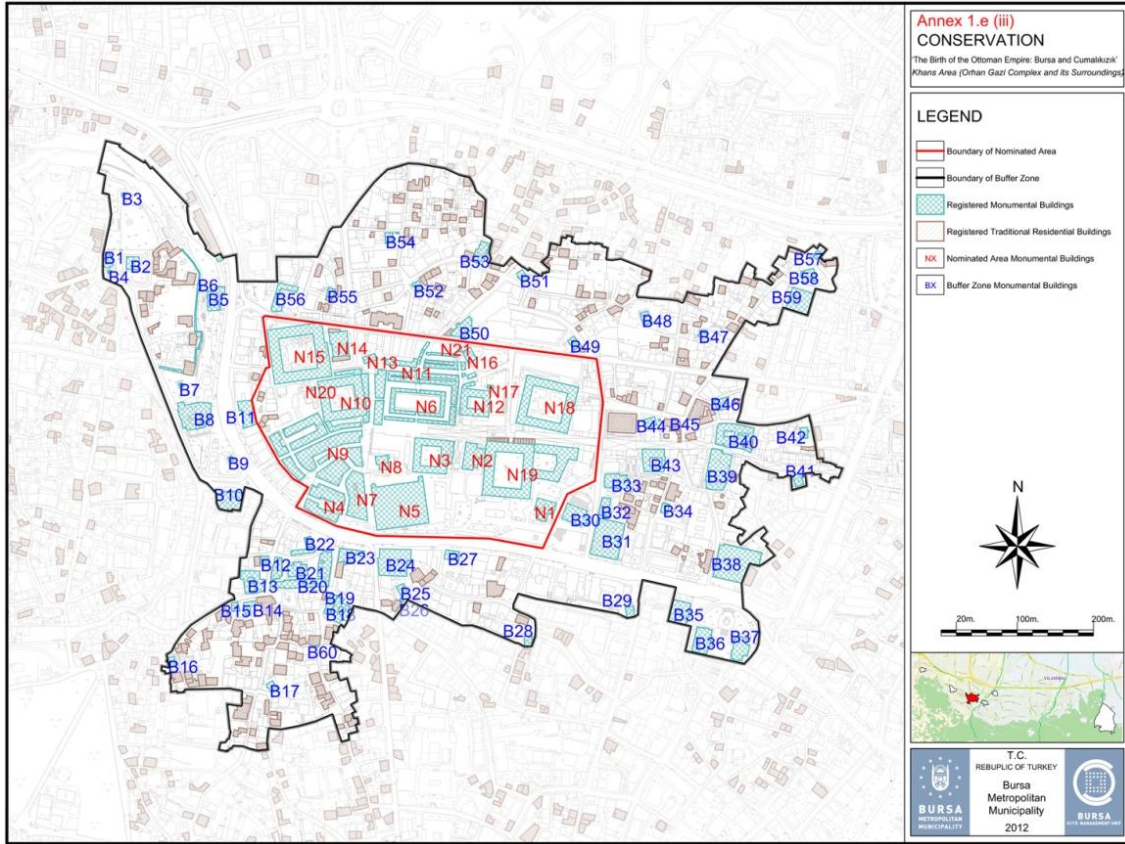 Annex 1.e (iii)
CONSERVATION
'The Birth of the Ottoman Empire: Bursa and Cumalıkızık'
Khans Area (Orhan Gazi Complex and its Surroundings)
LEGEND
Boundary of Nominated Area
Boundary of Buffer Zone
Registered Monumental Buildings
Registered Traditional Residential Buildings
NX Nominated Area Monumental Buildings
BX Buffer Zone Monumental Buildings
B3
B54
B53
B1
B2
B4
B57
B58
B51
B6
B5
B56
B55
B52
B59
B50
B48
B47
B49
N15
N14
N13
N21
N16
N11
N20
N10
N6
N17
N12
N18
B7
B8
B11
B44
B45
B46
B40
B42
N9
N8
N3
N2
N19
B9
B43
B39
B41
B10
B33
N4
N7
N5
N1
B30
B32
B34
B31
B22
B12
B21
B23
B24
B27
B38
B13
B20
B25
B15
B14
B19
B18
B26
B29
B35
B28
B36
B37
B16
B60
B17
N
20m.
100m.
200m.
T.C.
REBUPLIC OF TURKEY
Bursa
Metropolitan
Municipality
2012
BURSA
METROPOLITAN
MUNICIPALITY
BURSA
SITE MANAGEMENT UNIT